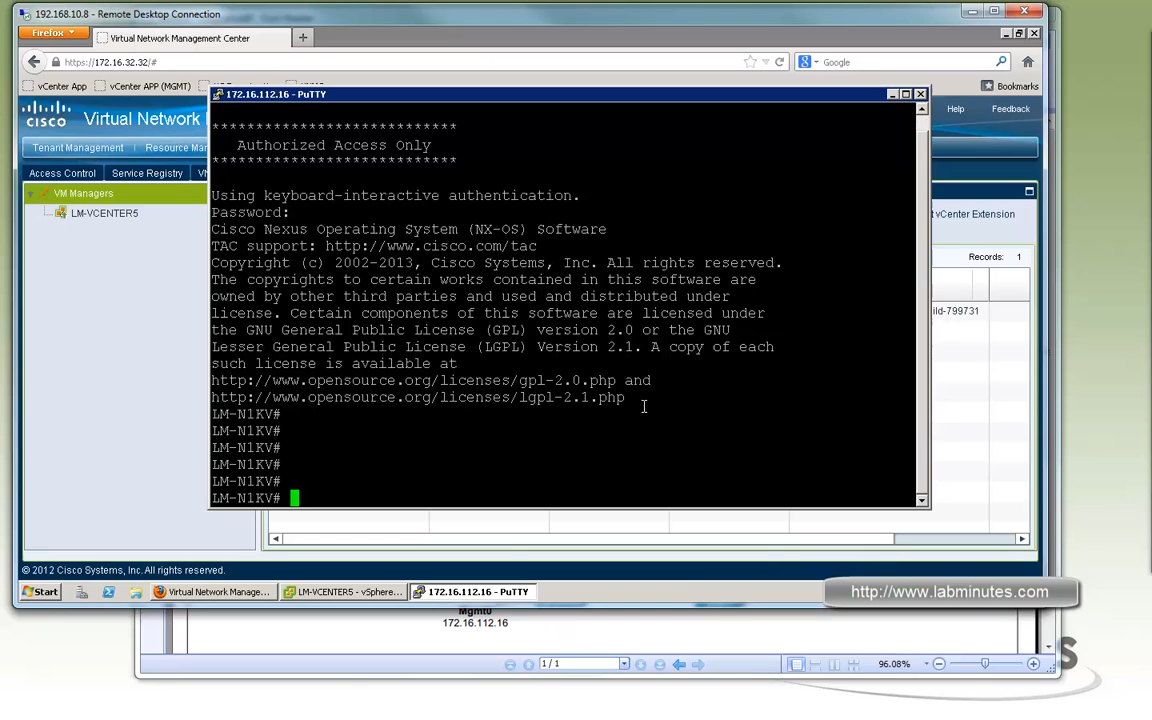 192.168.10.8 - Remote Desktop Connection
Firefox
Virtual Network Management Center
https://172.16.32.32/#
Google
vCenter App
vCenter APP (MGMT)
Bookmarks
172.16.112.16 - PuTTY
CISCO
Virtual Network
Help
Feedback
Tenant Management
Resource Mar
Access Control
Service Registry
VM Managers
LM-VCENTER5
t vCenter Extension
Records: 1
ild-799731
****************************
Authorized Access Only
****************************
Using keyboard-interactive authentication.
Password:
Cisco Nexus Operating System (NX-OS) Software
TAC support: http://www.cisco.com/tac
Copyright (c) 2002-2013, Cisco Systems, Inc. All rights reserved.
The copyrights to certain works contained in this software are
owned by other third parties and used and distributed under
license. Certain components of this software are licensed under
the GNU General Public License (GPL) version 2.0 or the GNU
Lesser General Public License (LGPL) Version 2.1. A copy of each
such license is available at
http://www.opensource.org/licenses/gpl-2.0.php and
http://www.opensource.org/licenses/lgpl-2.1.php
LM-N1KV#
LM-N1KV#
LM-N1KV#
LM-N1KV#
LM-N1KV#
LM-N1KV#
© 2012 Cisco Systems, Inc. All rights reserved.
Start
Virtual Network Manage...
LM-VCENTER5 - vSphere...
172.16.112.16 - PuTTY
http://www.labminutes.com
Mgmt0
172.16.112.16
1 / 1
96.08%
S